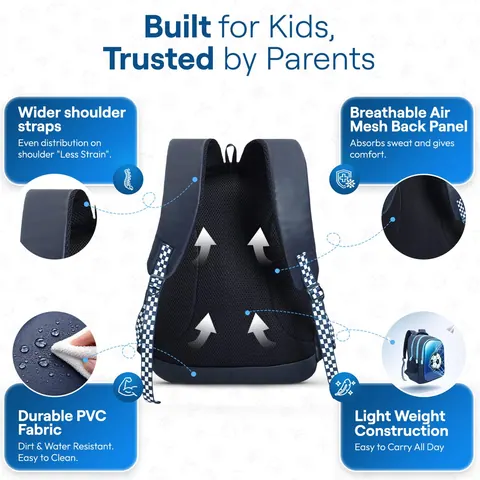 Built for Kids,
Trusted by Parents
Wider shoulder
straps
Even distribution on
shoulder "Less Strain".
Breathable Air
Mesh Back Panel
Absorbs sweat and gives
comfort.
Durable PVC
Fabric
Dirt & Water Resistant.
Easy to Clean.
Light Weight
Construction
Easy to Carry All Day